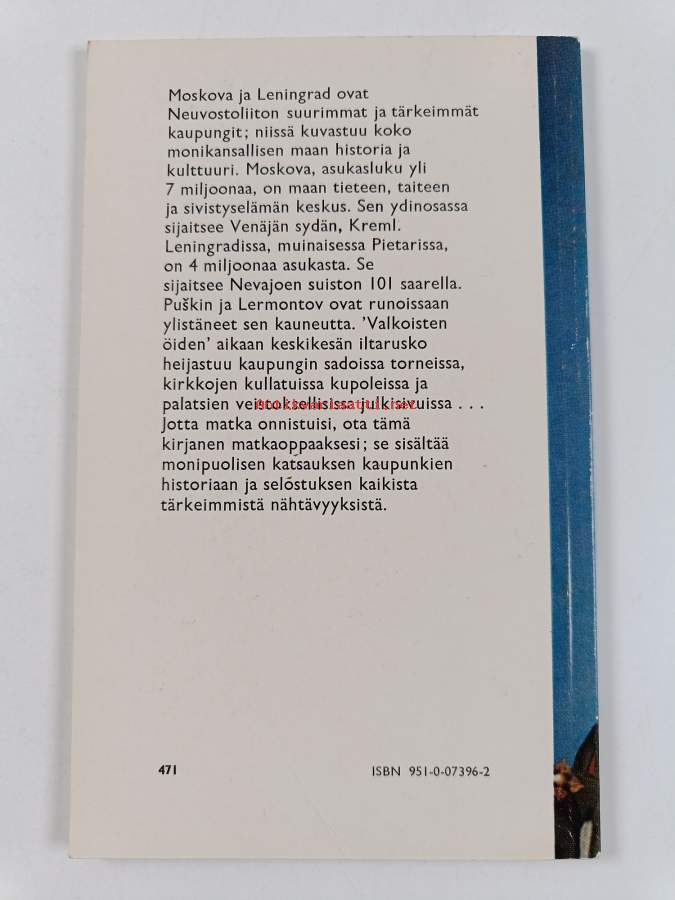 Moskova ja Leningrad ovat
Neuvostoliiton suurimmat ja tärkeimmät
kaupungit; niissä kuvastuu koko
monikansallisen maan historia ja
kulttuuri. Moskova, asukasluku yli
7 miljoonaa, on maan tieteen, taiteen
ja sivistyselämän keskus. Sen ydinosassa
sijaitsee Venäjän sydän, Kreml.
Leningradissa, muinaisessa Pietarissa,
on 4 miljoonaa asukasta. Se
sijaitsee Nevajoen suiston 101 saarella.
Puškin ja Lermontov ovat runoissaan
ylistäneet sen kauneutta. 'Valkoisten
öiden' aikaan keskikesän iltarusko
heijastuu kaupungin sadoissa torneissa,
kirkkojen kullatuissa kupoleissa ja
palatsien veistoksellisissa julkisivuissa . . .
Jotta matka onnistuisi, ota tämä
kirjanen matkaoppaaksesi; se sisältää
monipuolisen katsauksen kaupunkien
historiaan ja selostuksen kaikista
tärkeimmistä nähtävyyksistä.
471
ISBN 951-0-07396-2